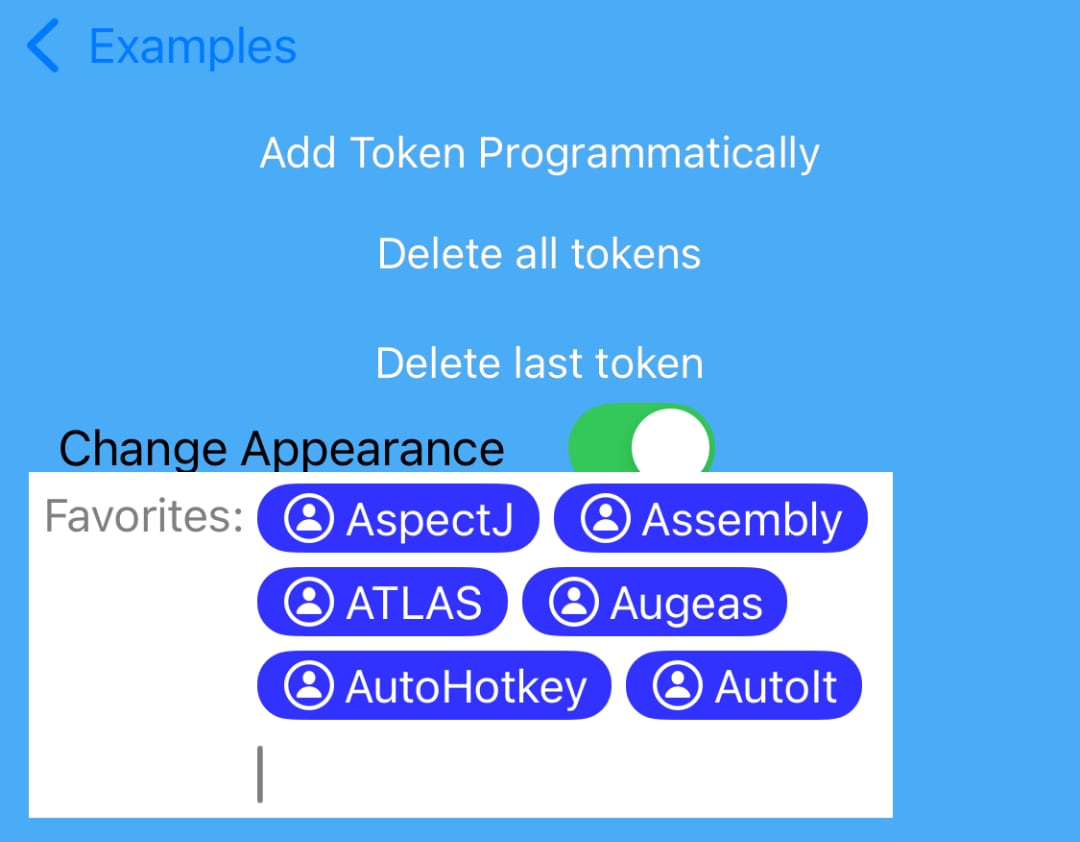 Examples
Add Token Programmatically
Delete all tokens
Delete last token
Change Appearance
Favorites: AspectJ Assembly
ATLAS Augeas
AutoHotkey AutoIt